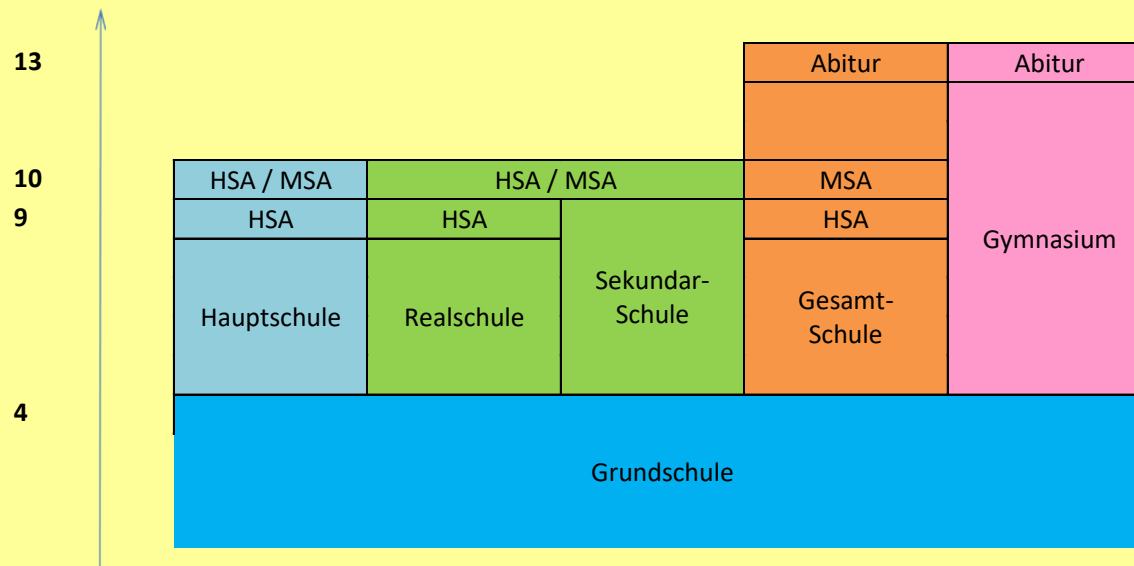 13
Abitur
Abitur
10
HSA / MSA
HSA / MSA
MSA
9
HSA
HSA
HSA
Gymnasium
Hauptschule
Realschule
Sekundar-
Schule
Gesamt-
Schule
4
Grundschule